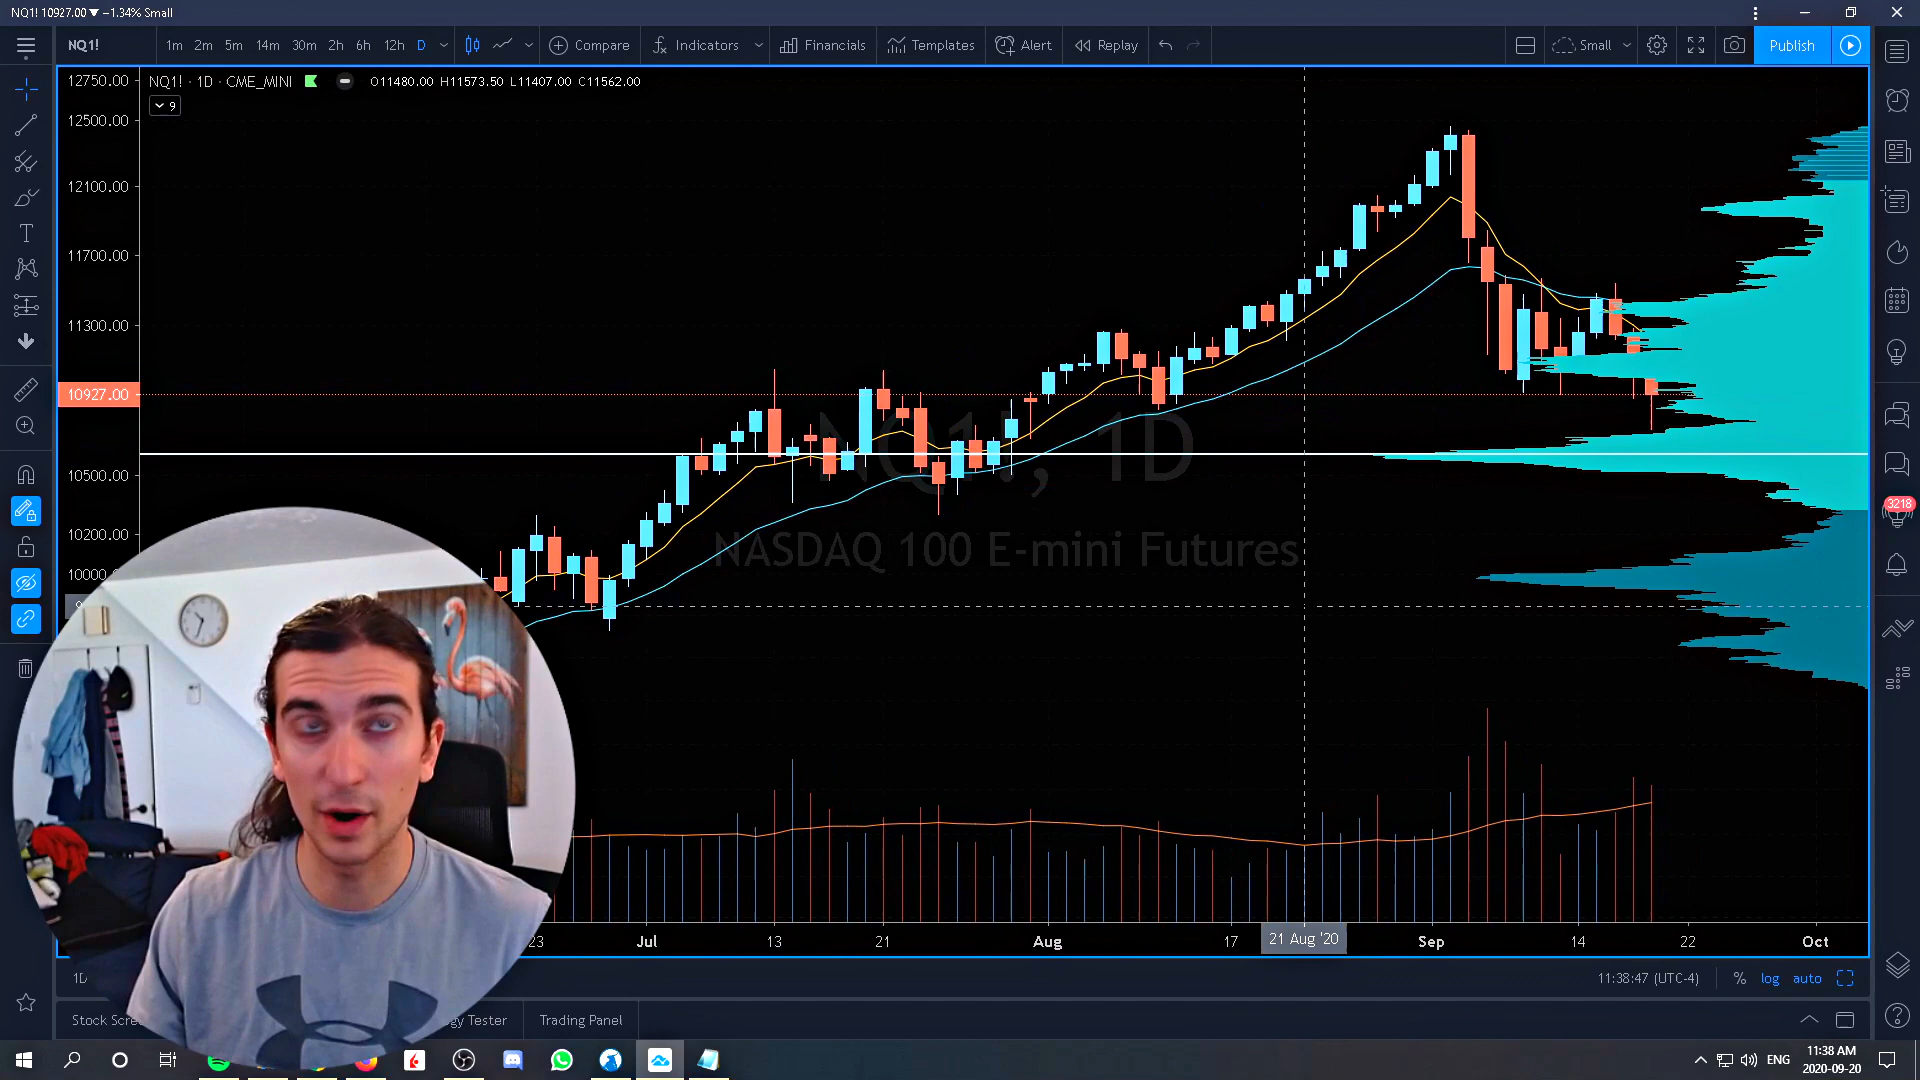 NQ1! 10927.00 ▼ −1.34% Small
NQ1! 1m 2m 5m 14m 30m 2h 6h 12h D Compare Indicators Financials Templates Alert Replay Small Publish
NQ1! · 1D · CME_MINI O11480.00 H11573.50 L11407.00 C11562.00
9
12750.00
12500.00
12100.00
11700.00
11300.00
10927.00
10500.00
10200.00
10000
NQ1!, 1D
NASDAQ 100 E-mini Futures
3218
23 Jul 13 21 Aug 17 21 Aug '20 Sep 14 22 Oct
1D 11:38:47 (UTC-4) % log auto
Stock Scre gy Tester Trading Panel
ENG 11:38 AM
2020-09-20